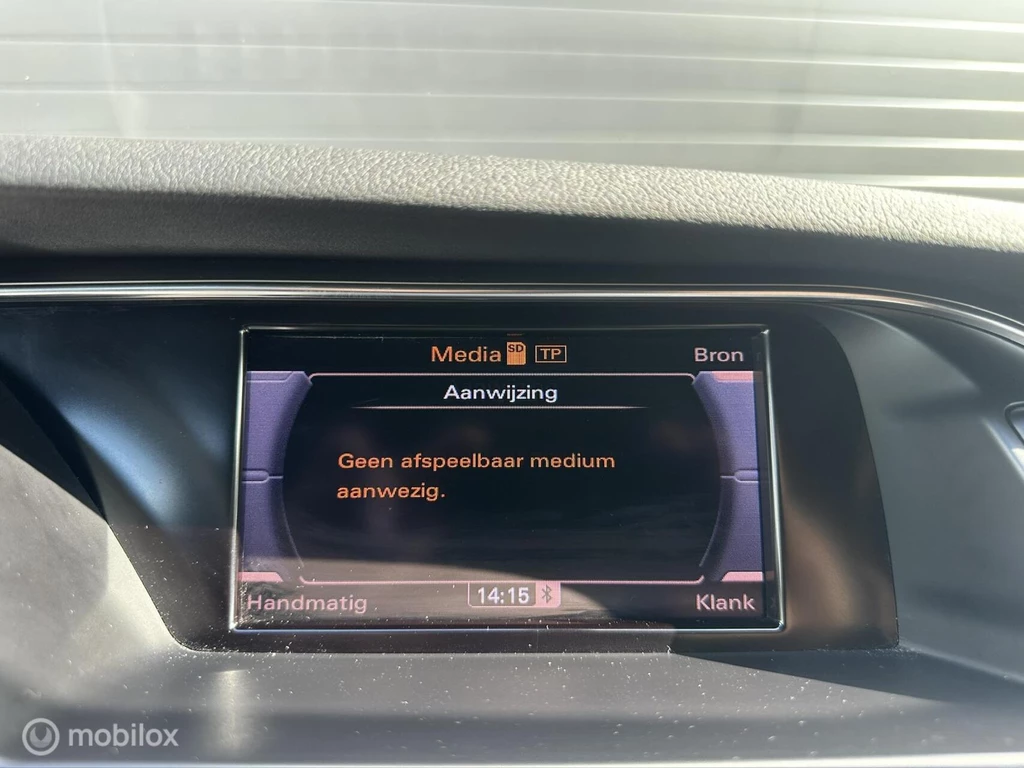 Media SD TP
Bron
Aanwijzing
Geen afspeelbaar medium
aanwezig.
Handmatig
14:15
Klank
mobilox